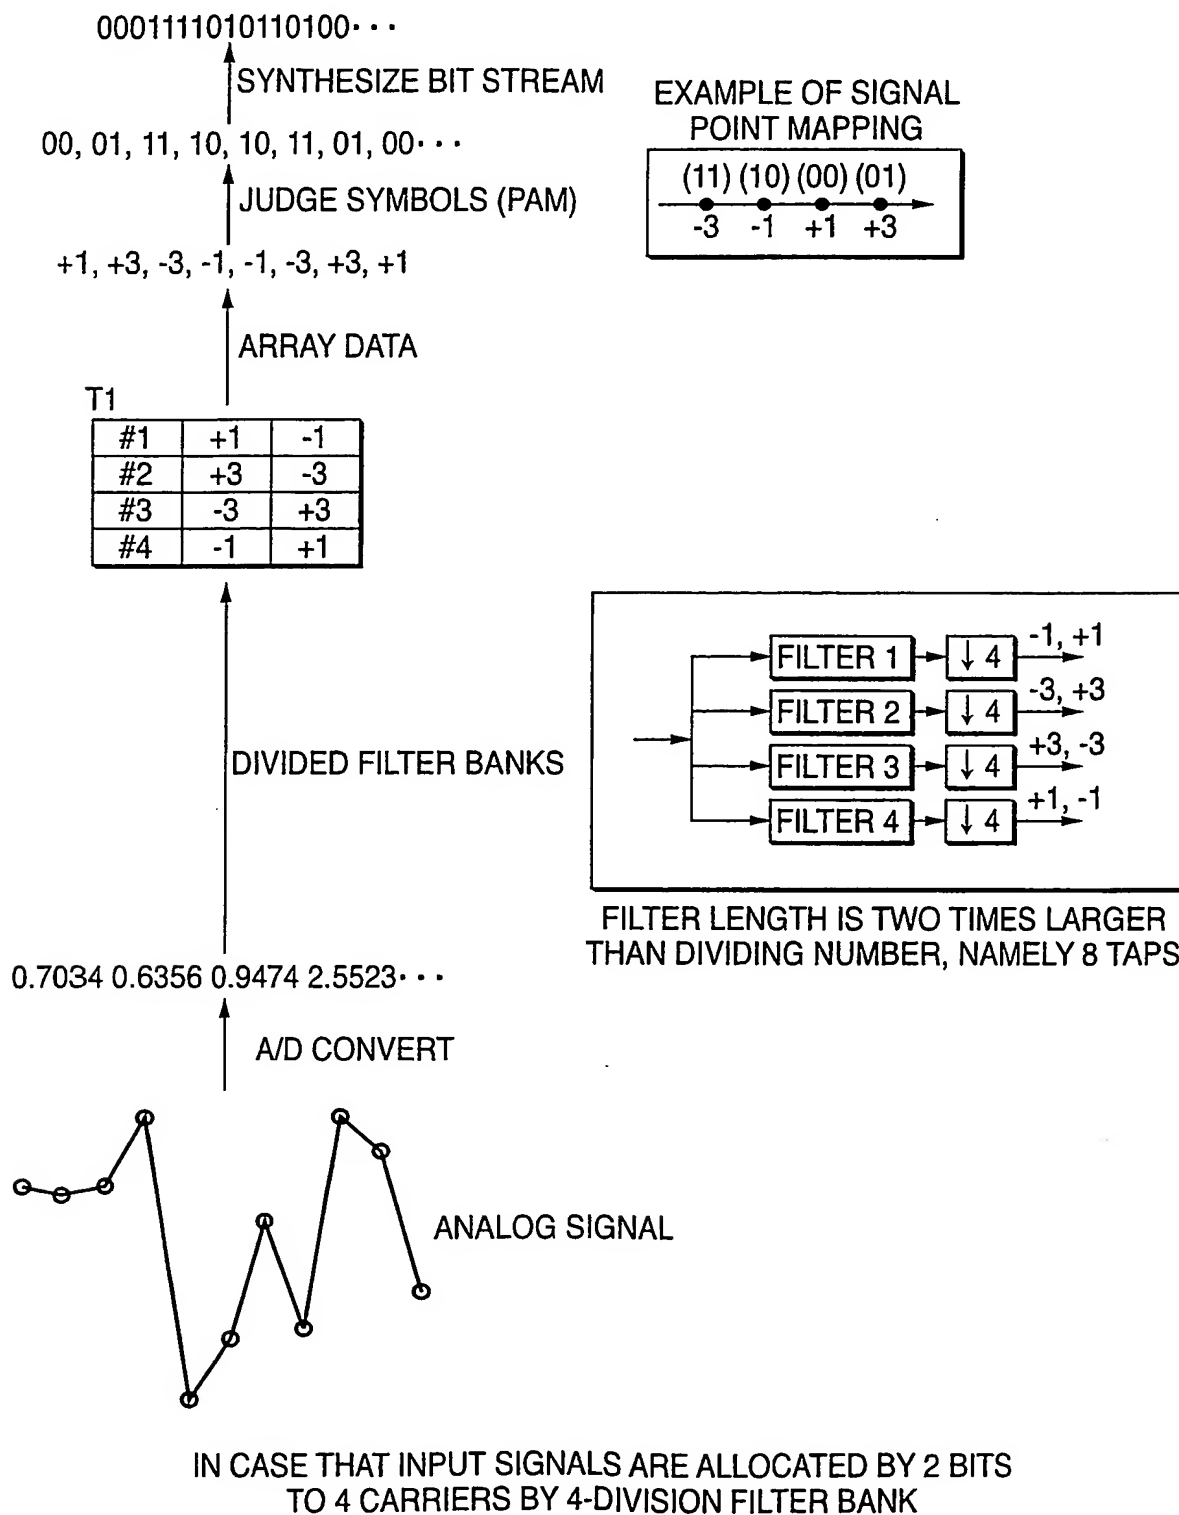 0001111010110100···
SYNTHESIZE BIT STREAM
00, 01, 11, 10, 10, 11, 01, 00···
JUDGE SYMBOLS (PAM)
+1, +3, -3, -1, -1, -3, +3, +1
ARRAY DATA
EXAMPLE OF SIGNAL
POINT MAPPING
(11) (10) (00) (01)
-3 -1 +1 +3
T1
#1 +1 -1
#2 +3 -3
#3 -3 +3
#4 -1 +1
DIVIDED FILTER BANKS
FILTER 1 ↓ 4 -1, +1
FILTER 2 ↓ 4 -3, +3
FILTER 3 ↓ 4 +3, -3
FILTER 4 ↓ 4 +1, -1
FILTER LENGTH IS TWO TIMES LARGER
THAN DIVIDING NUMBER, NAMELY 8 TAPS
0.7034 0.6356 0.9474 2.5523···
A/D CONVERT
ANALOG SIGNAL
IN CASE THAT INPUT SIGNALS ARE ALLOCATED BY 2 BITS
TO 4 CARRIERS BY 4-DIVISION FILTER BANK